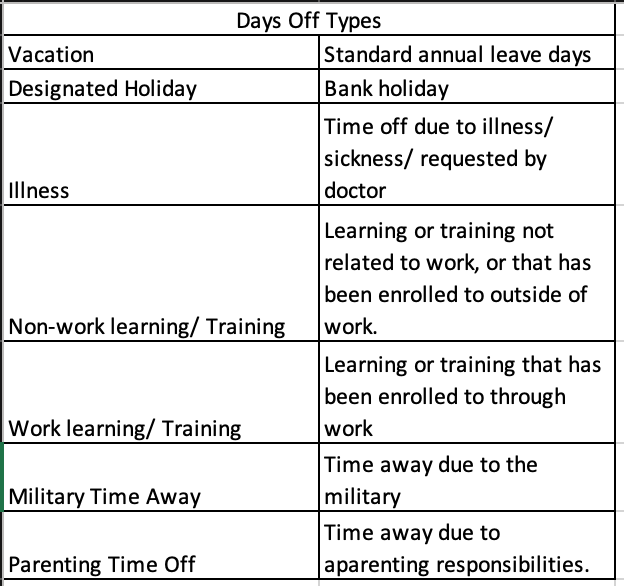 Days Off Types
Vacation
Standard annual leave days
Designated Holiday
Bank holiday
Illness
Time off due to illness/
sickness/ requested by
doctor
Non-work learning/ Training
Learning or training not
related to work, or that has
been enrolled to outside of
work.
Work learning/ Training
Learning or training that has
been enrolled to through
work
Military Time Away
Time away due to the
military
Parenting Time Off
Time away due to
aparenting responsibilities.